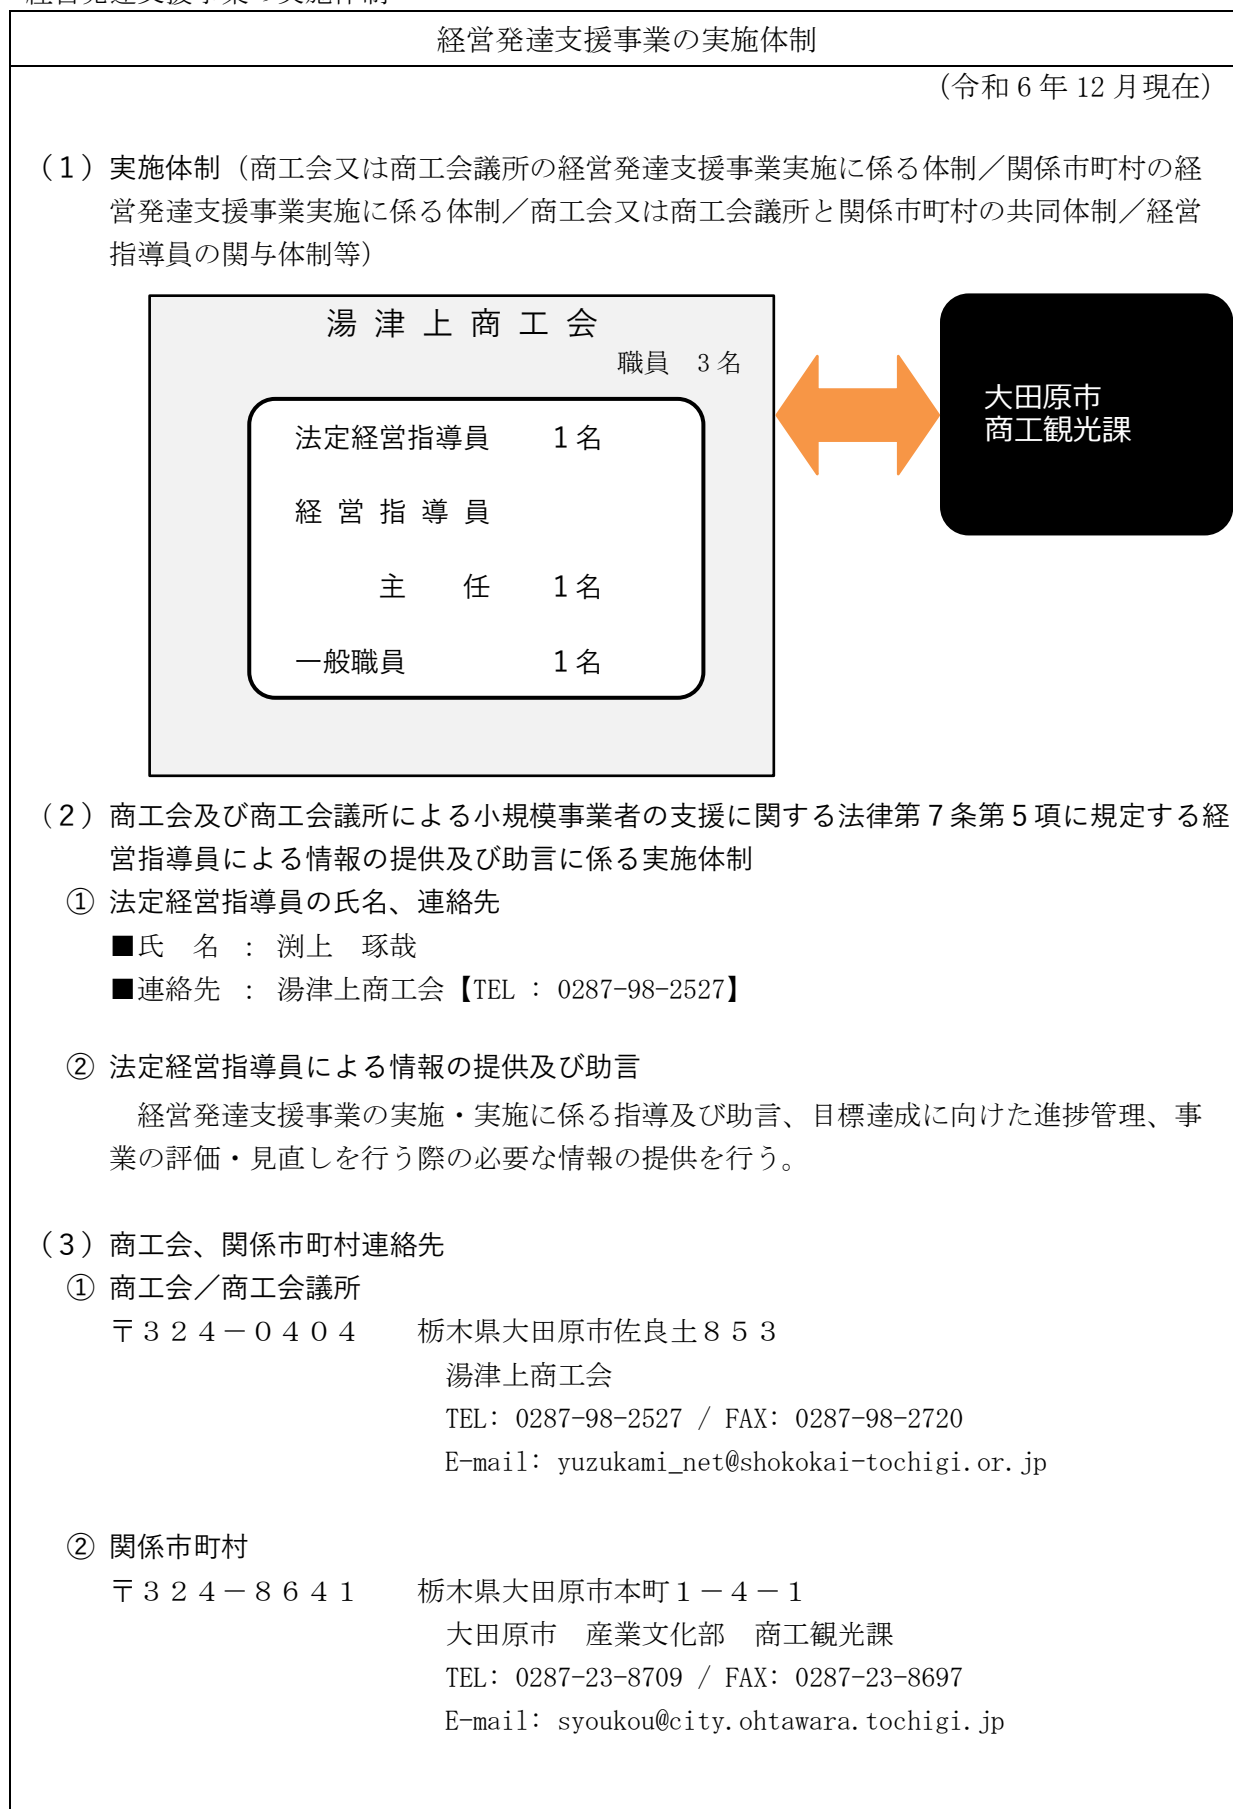 経営発達支援事業の実施体制
経営発達支援事業の実施体制
（令和 6 年 12 月現在）
（１）実施体制（商工会又は商工会議所の経営発達支援事業実施に係る体制／関係市町村の経
営発達支援事業実施に係る体制／商工会又は商工会議所と関係市町村の共同体制／経営
指導員の関与体制等）
湯 津 上 商 工 会
職員　3 名
法定経営指導員　　１名
経 営 指 導 員
主　　任　　１名
一般職員　　　　　１名
大田原市
商工観光課
（２）商工会及び商工会議所による小規模事業者の支援に関する法律第７条第５項に規定する経
営指導員による情報の提供及び助言に係る実施体制
① 法定経営指導員の氏名、連絡先
■氏　名　：　渕上　琢哉
■連絡先　：　湯津上商工会【TEL ： 0287-98-2527】
② 法定経営指導員による情報の提供及び助言
経営発達支援事業の実施・実施に係る指導及び助言、目標達成に向けた進捗管理、事
業の評価・見直しを行う際の必要な情報の提供を行う。
（３）商工会、関係市町村連絡先
① 商工会／商工会議所
〒３２４－０４０４　　栃木県大田原市佐良土８５３
湯津上商工会
TEL: 0287-98-2527 / FAX: 0287-98-2720
E-mail: yuzukami_net@shokokai-tochigi.or.jp
② 関係市町村
〒３２４－８６４１　　栃木県大田原市本町１－４－１
大田原市　産業文化部　商工観光課
TEL: 0287-23-8709 / FAX: 0287-23-8697
E-mail: syoukou@city.ohtawara.tochigi.jp